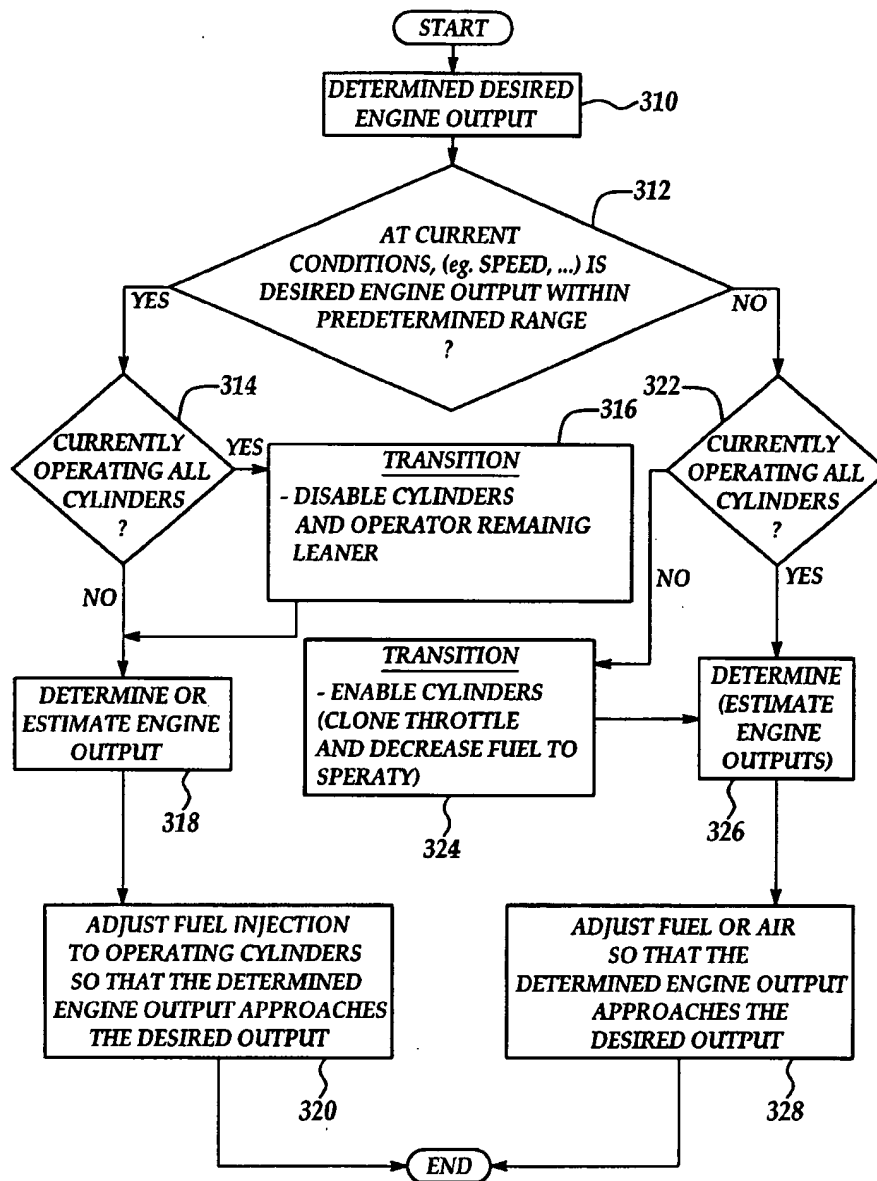 START
DETERMINED DESIRED
ENGINE OUTPUT
310
312
AT CURRENT
CONDITIONS, (eg. SPEED, ...) IS
DESIRED ENGINE OUTPUT WITHIN
PREDETERMINED RANGE
?
YES
NO
314
CURRENTLY
OPERATING ALL
CYLINDERS
?
YES
NO
316
TRANSITION
- DISABLE CYLINDERS
AND OPERATOR REMAINIG
LEANER
322
CURRENTLY
OPERATING ALL
CYLINDERS
?
NO
YES
DETERMINE OR
ESTIMATE ENGINE
OUTPUT
318
TRANSITION
- ENABLE CYLINDERS
(CLONE THROTTLE
AND DECREASE FUEL TO
SPERATY)
324
DETERMINE
(ESTIMATE
ENGINE
OUTPUTS)
326
ADJUST FUEL INJECTION
TO OPERATING CYLINDERS
SO THAT THE DETERMINED
ENGINE OUTPUT APPROACHES
THE DESIRED OUTPUT
320
ADJUST FUEL OR AIR
SO THAT THE
DETERMINED ENGINE OUTPUT
APPROACHES THE
DESIRED OUTPUT
328
END